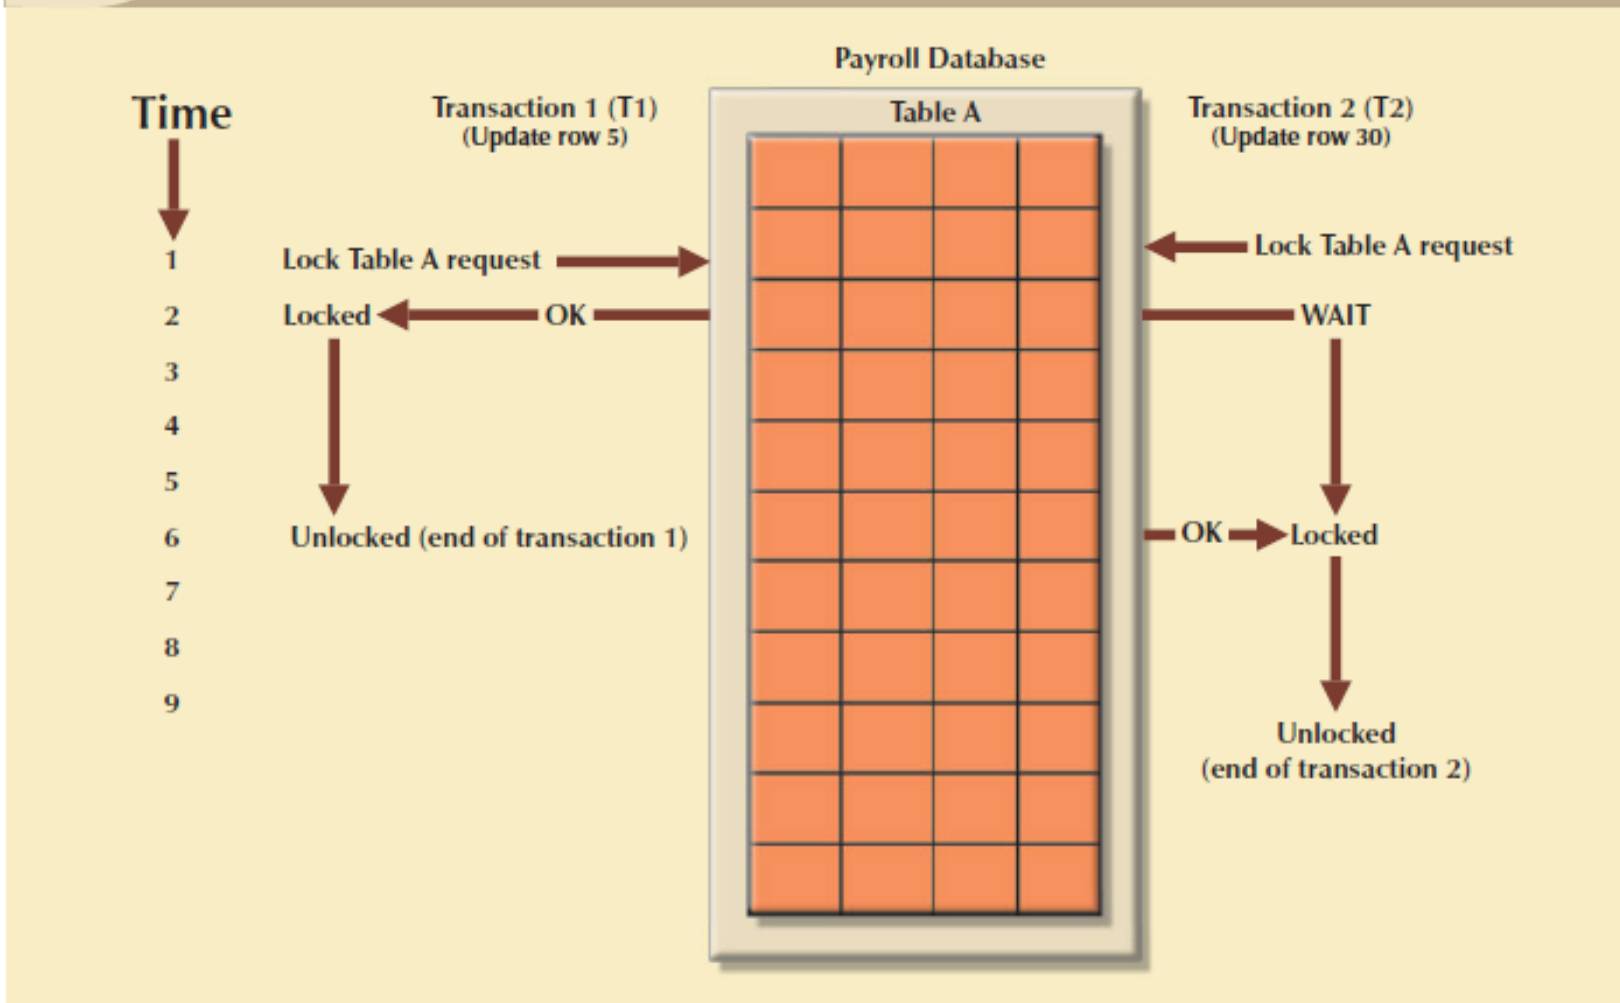 Payroll Database
Time
Transaction 1 (T1)
(Update row 5)
Table A
Transaction 2 (T2)
(Update row 30)
1
Lock Table A request
Lock Table A request
2
Locked
OK
WAIT
3
4
5
6
Unlocked (end of transaction 1)
OK
Locked
7
8
9
Unlocked
(end of transaction 2)